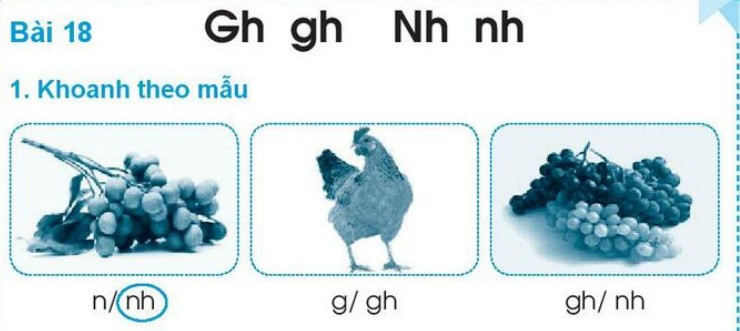 Bài 18
Gh gh Nh nh
1. Khoanh theo mẫu
n/ nh
g/ gh
gh/ nh